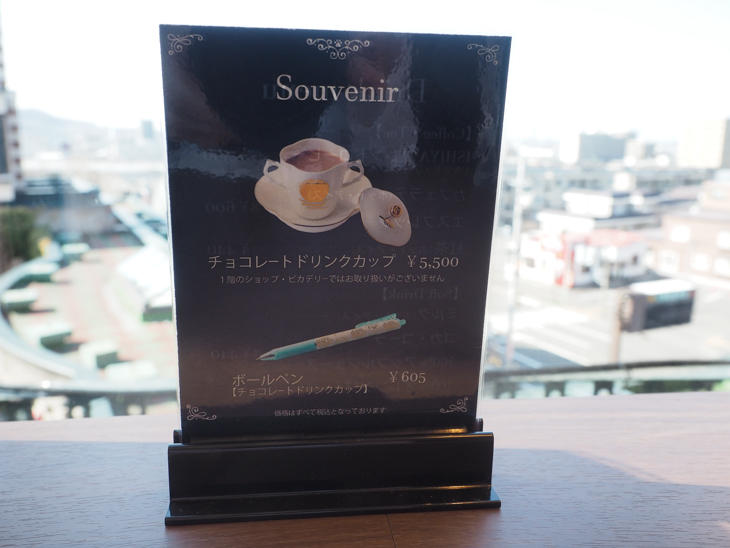 Souvenir
チョコレートドリンクカップ ¥5,500
1階のショップ・ピカデリーではお取り扱いがございません
ボールペン ¥605
【チョコレートドリンクカップ】
価格はすべて税込となっております